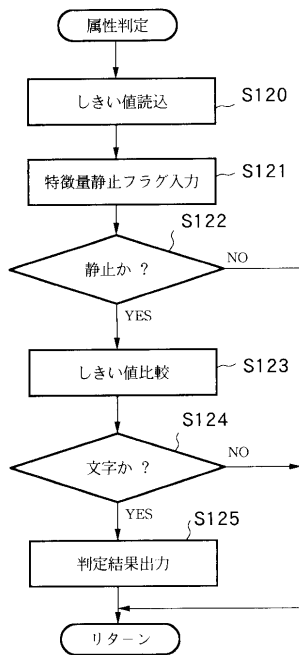 属性判定
しきい値読込 S120
特徴量静止フラグ入力 S121
静止か ? S122
NO
YES
しきい値比較 S123
文字か ? S124
NO
YES
判定結果出力 S125
リターン